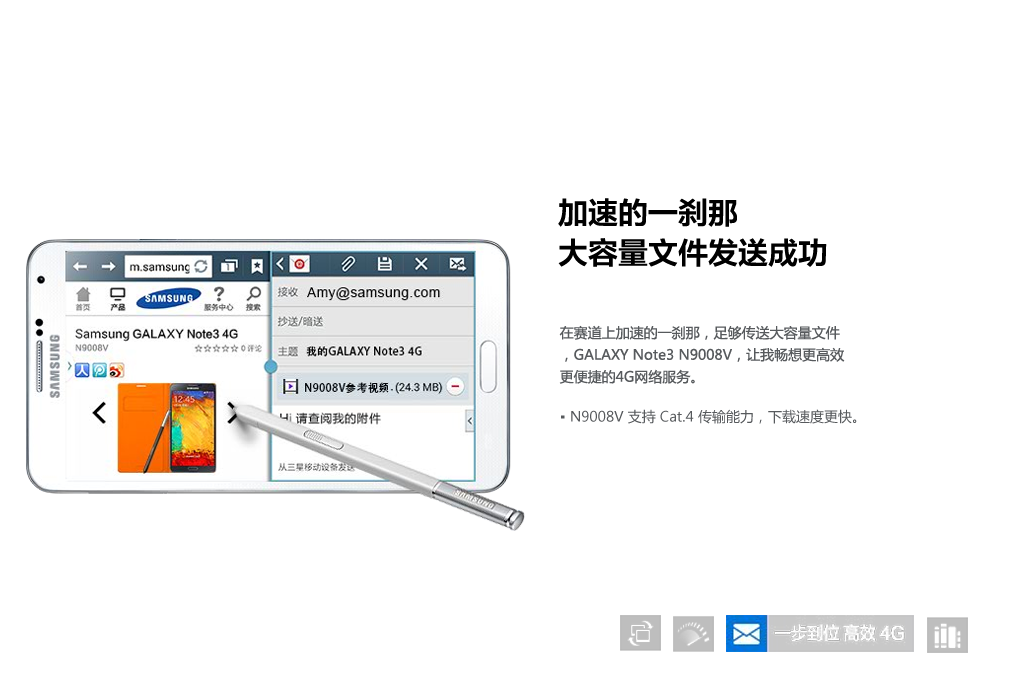 加速的一刹那
大容量文件发送成功
在赛道上加速的一刹那，足够传送大容量文件
，GALAXY Note3 N9008V，让我畅想更高效
更便捷的4G网络服务。
• N9008V 支持 Cat.4 传输能力，下载速度更快。
SAMSUNG
m.samsung
1
首页 产品 SAMSUNG 服务中心 搜索
Samsung GALAXY Note3 4G
N9008V
☆☆☆☆☆ 0 评论
12:45
接收 Amy@samsung.com
抄送/暗送
主题 我的GALAXY Note3 4G
N9008V参考视频. (24.3 MB)
Hi 请查阅我的附件
从三星移动设备发送
SAMSUNG
一步到位 高效 4G